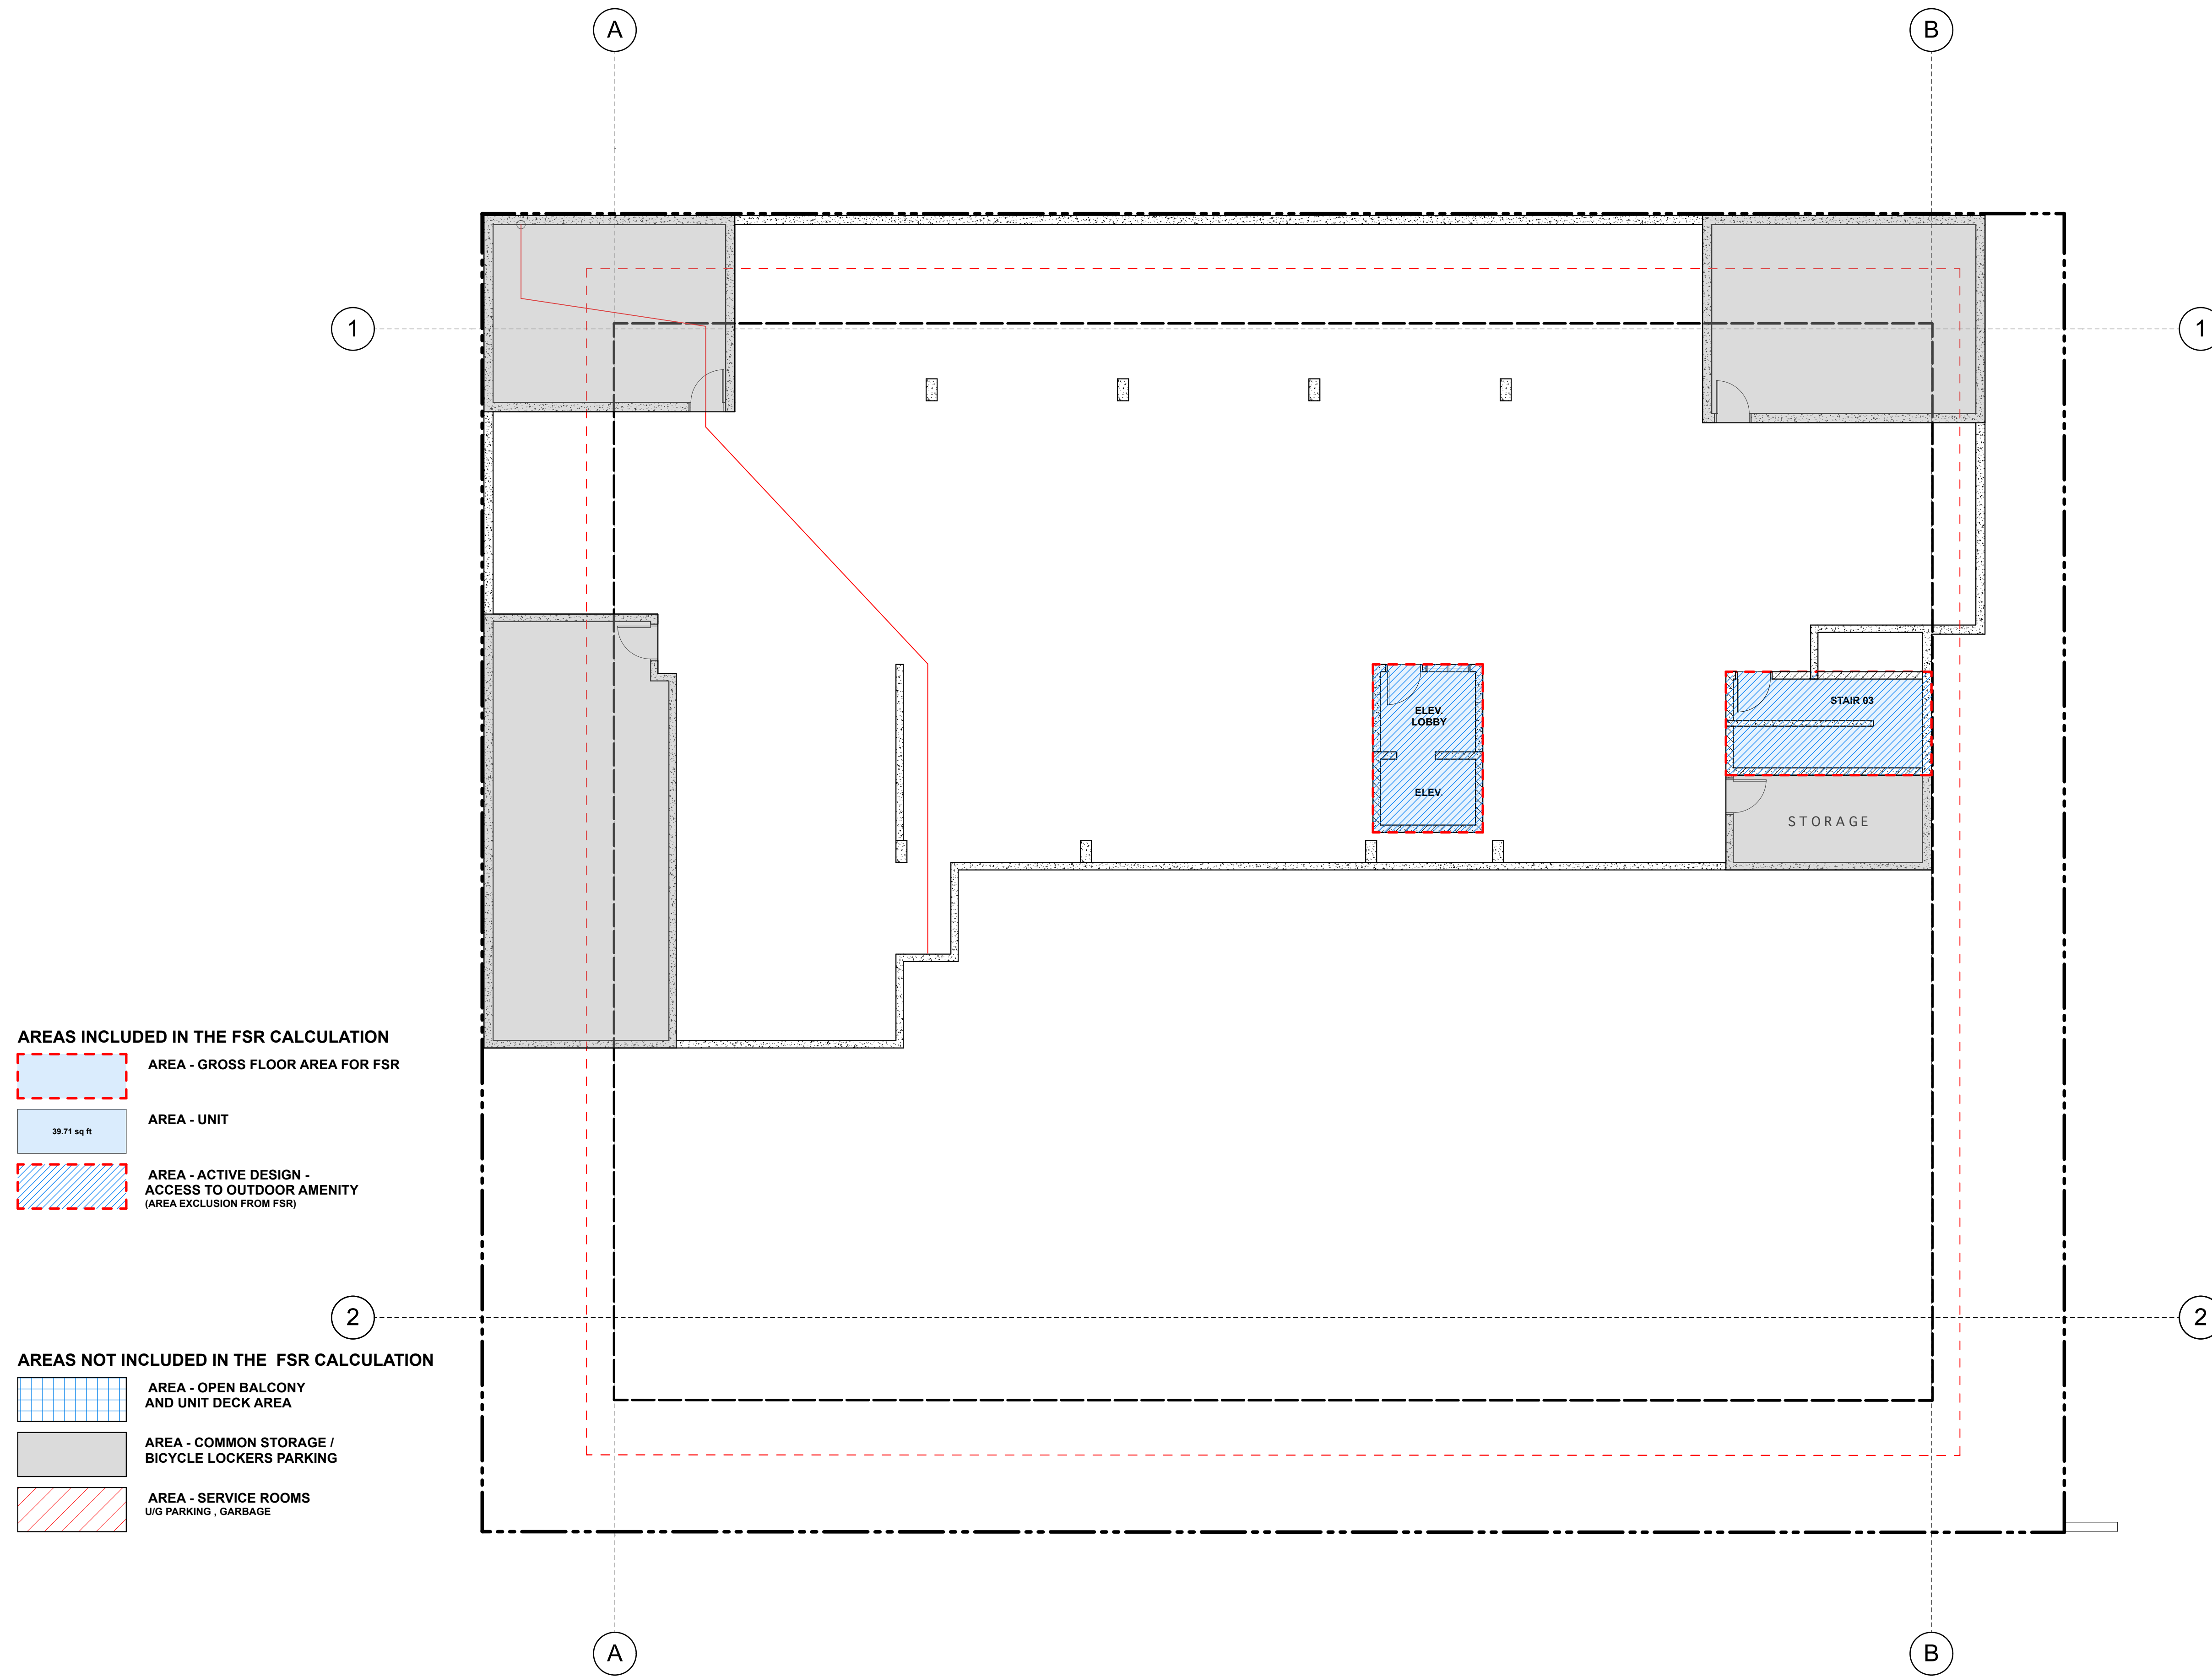 A
B
1
1
ELEV.
LOBBY
STAIR 03
ELEV.
STORAGE
AREAS INCLUDED IN THE FSR CALCULATION
AREA - GROSS FLOOR AREA FOR FSR
39.71 sq ft
AREA - UNIT
AREA - ACTIVE DESIGN -
ACCESS TO OUTDOOR AMENITY
(AREA EXCLUSION FROM FSR)
2
2
AREAS NOT INCLUDED IN THE FSR CALCULATION
AREA - OPEN BALCONY
AND UNIT DECK AREA
AREA - COMMON STORAGE /
BICYCLE LOCKERS PARKING
AREA - SERVICE ROOMS
U/G PARKING , GARBAGE
A
B